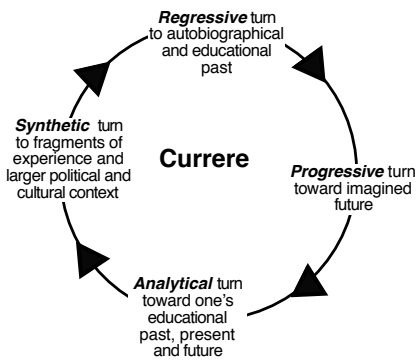 Regressive turn
to autobiographical
and educational
past
Synthetic turn
to fragments of
experience and
larger political and
cultural context
Currere
Progressive turn
toward imagined
future
Analytical turn
toward one's
educational
past, present
and future